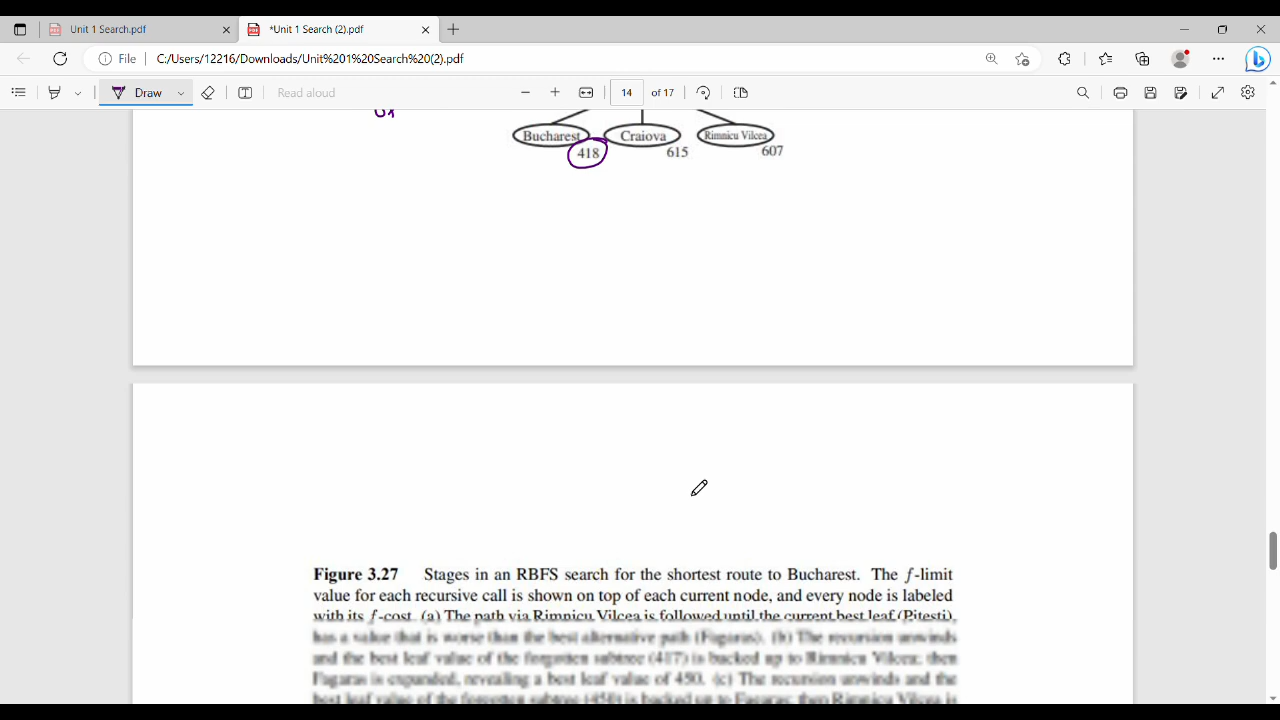 Unit 1 Search.pdf
*Unit 1 Search (2).pdf
File
C:/Users/12216/Downloads/Unit%201%20Search%20(2).pdf
Draw
Read aloud
14
of 17
Bucharest
Craiova
Rimnicu Vilcea
418
615
607
Figure 3.27 Stages in an RBFS search for the shortest route to Bucharest. The f-limit
value for each recursive call is shown on top of each current node, and every node is labeled
with its f-cost. (a) The path via Rimnicu Vilcea is followed until the current best leaf (Pitesti)
has a value that is worse than the best alternative path (Fagaras). (b) The recursion unwinds
and the best leaf value of the forgotten subtree (417) is backed up to Rimnicu Vilcea; then
Fagaras is expanded, revealing a best leaf value of 450. (c) The recursion unwinds and the
best leaf value of the forgotten subtree (450) is backed up to Fagaras; then Rimnicu Vilcea is